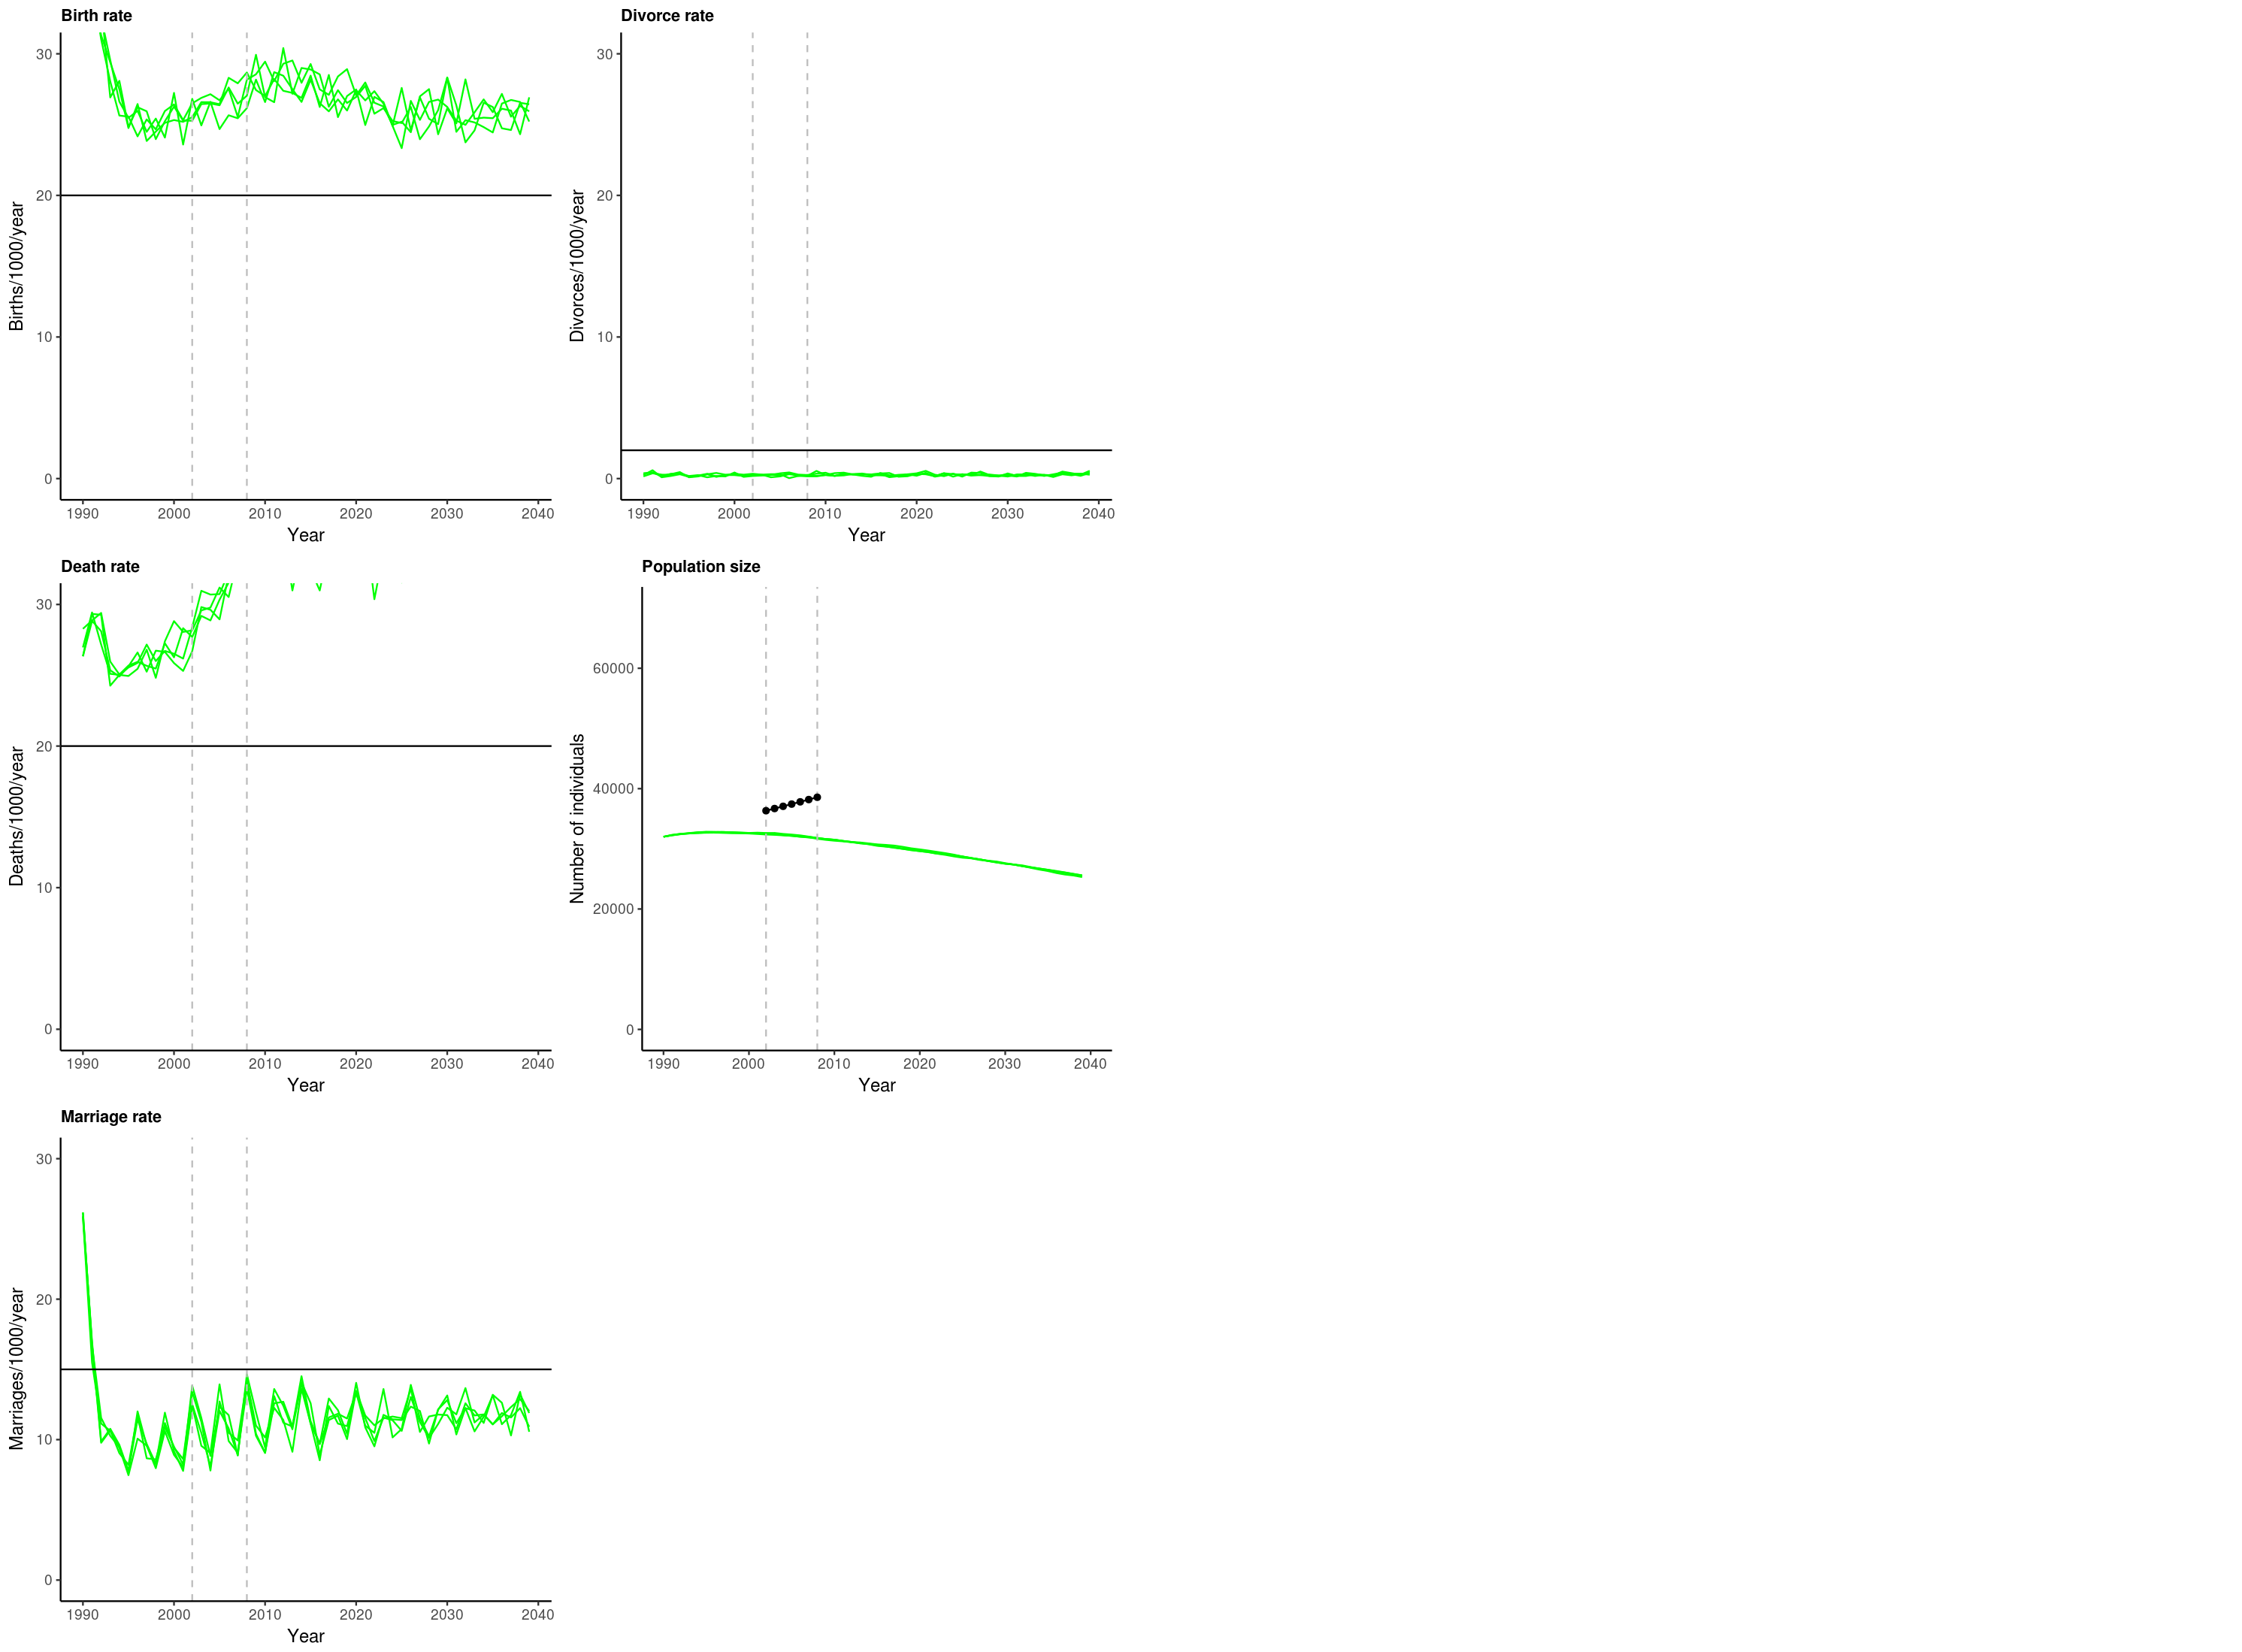 Birth rate
30
20
10
0
Births/1000/year
1990 2000 2010 2020 2030 2040
Year
Divorce rate
30
20
10
0
Divorces/1000/year
1990 2000 2010 2020 2030 2040
Year
Death rate
30
20
10
0
Deaths/1000/year
1990 2000 2010 2020 2030 2040
Year
Population size
60000
40000
20000
0
Number of individuals
1990 2000 2010 2020 2030 2040
Year
Marriage rate
30
20
10
0
Marriages/1000/year
1990 2000 2010 2020 2030 2040
Year